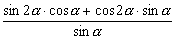 sin 2α · cos α + cos 2α · sin α
sin α